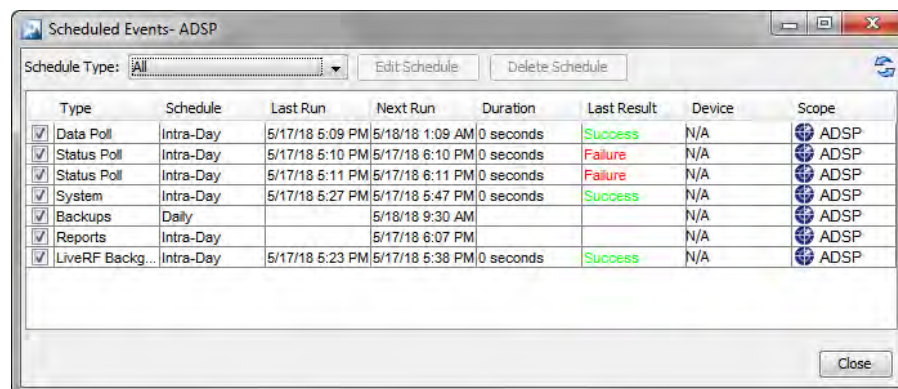 Scheduled Events- ADSP
Schedule Type: All Edit Schedule Delete Schedule
Type Schedule Last Run Next Run Duration Last Result Device Scope
Data Poll Intra-Day 5/17/18 5:09 PM 5/18/18 1:09 AM 0 seconds Success N/A ADSP
Status Poll Intra-Day 5/17/18 5:10 PM 5/17/18 6:10 PM 0 seconds Failure N/A ADSP
Status Poll Intra-Day 5/17/18 5:11 PM 5/17/18 6:11 PM 0 seconds Failure N/A ADSP
System Intra-Day 5/17/18 5:27 PM 5/17/18 5:47 PM 0 seconds Success N/A ADSP
Backups Daily 5/18/18 9:30 AM N/A ADSP
Reports Intra-Day 5/17/18 6:07 PM N/A ADSP
LiveRF Backg... Intra-Day 5/17/18 5:23 PM 5/17/18 5:38 PM 0 seconds Success N/A ADSP
Close